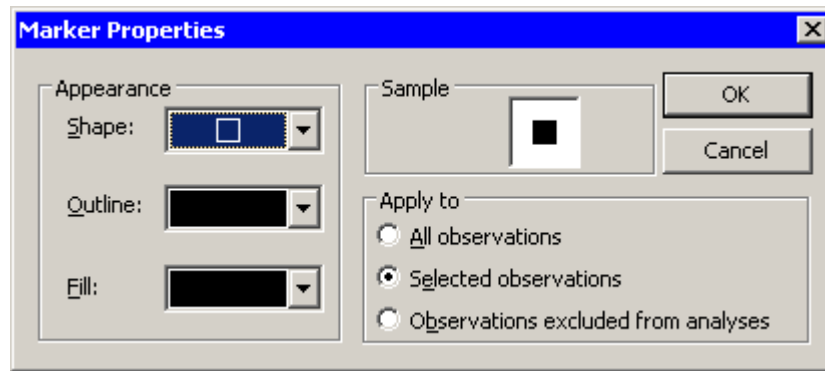 Marker Properties
Appearance
Shape:
Outline:
Fill:
Sample
OK
Cancel
Apply to
All observations
Selected observations
Observations excluded from analyses